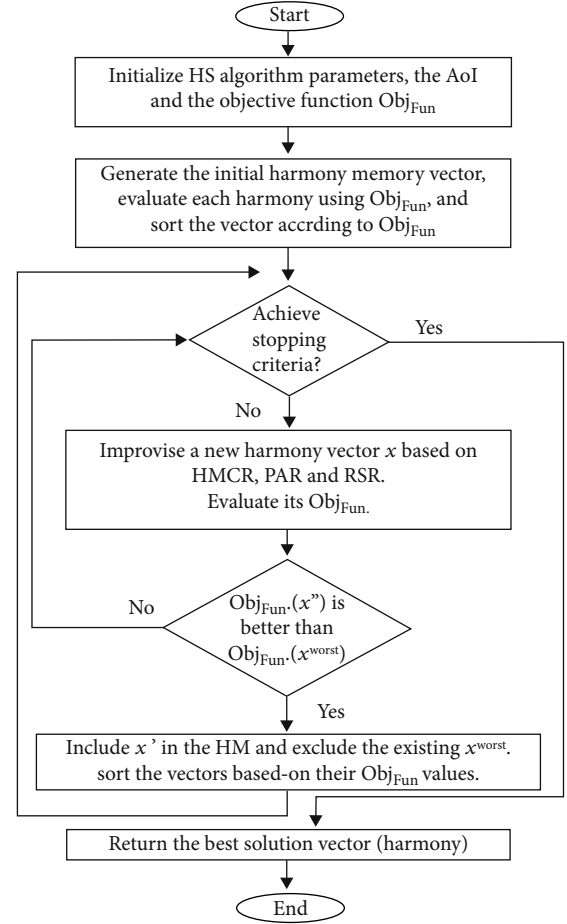 Start
Initialize HS algorithm parameters, the AoI
and the objective function Obj_Fun
Generate the initial harmony memory vector,
evaluate each harmony using Obj_Fun, and
sort the vector accrding to Obj_Fun
Achieve
stopping
criteria?
Yes
No
Improvise a new harmony vector x based on
HMCR, PAR and RSR.
Evaluate its Obj_Fun.
Obj_Fun.(x”) is
better than
Obj_Fun.(x^worst)
No
Yes
Include x ’ in the HM and exclude the existing x^worst.
sort the vectors based-on their Obj_Fun values.
Return the best solution vector (harmony)
End